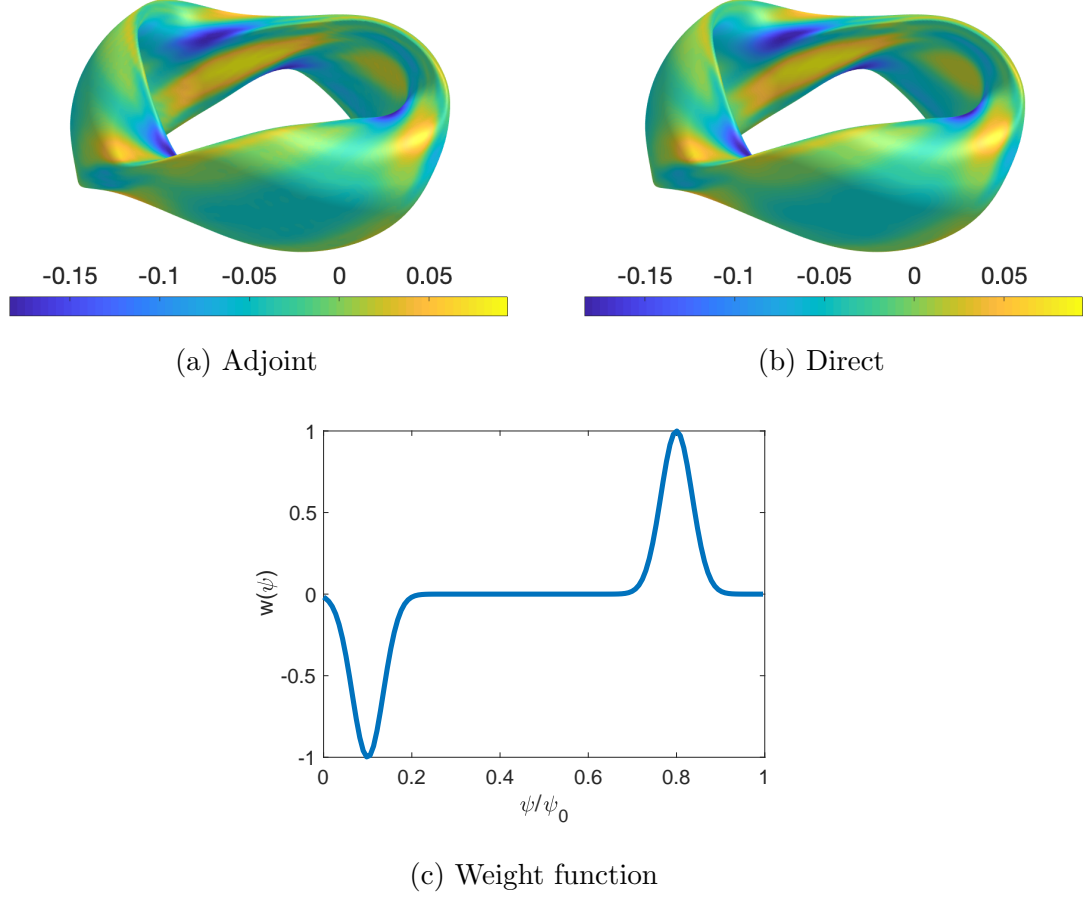 -0.15 -0.1 -0.05 0 0.05
-0.15 -0.1 -0.05 0 0.05
(a) Adjoint
(b) Direct
1
0.5
0
-0.5
-1
w(ψ)
0 0.2 0.4 0.6 0.8 1
ψ/ψ₀
(c) Weight function